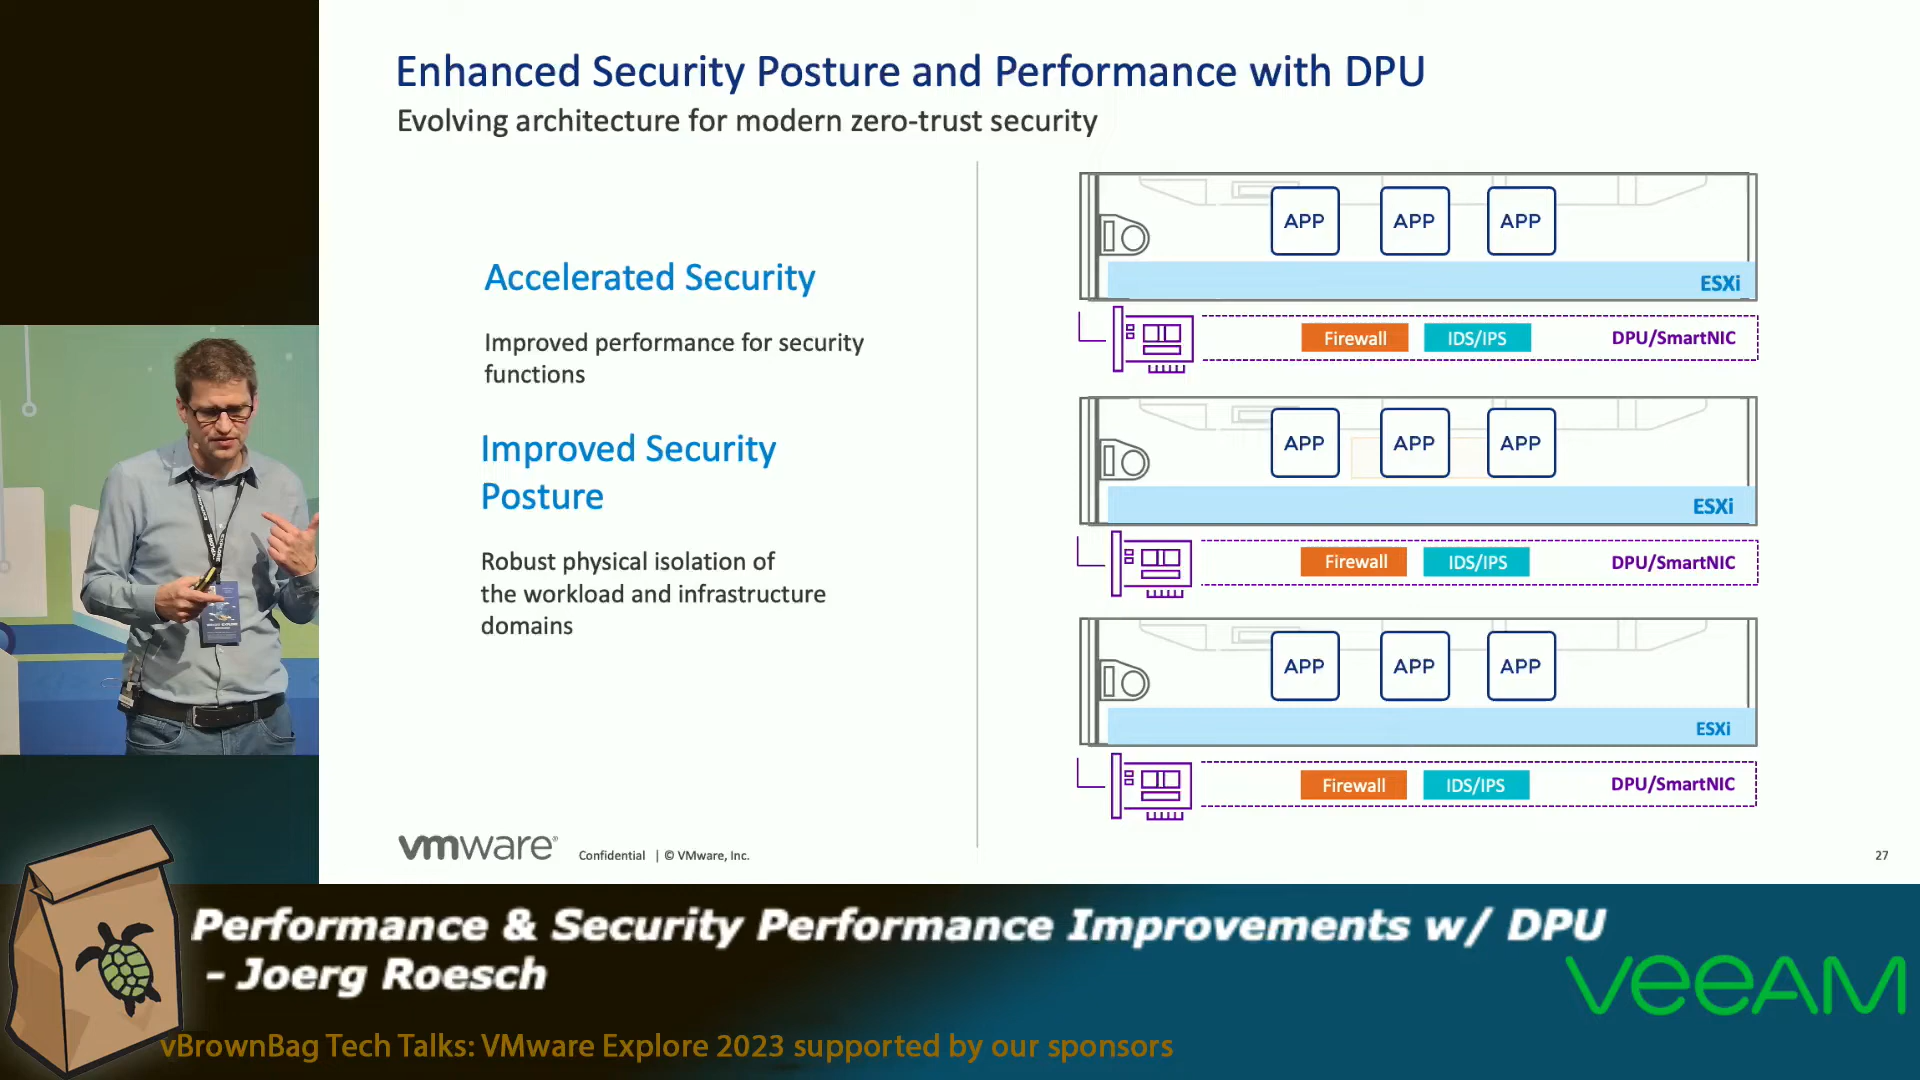 Enhanced Security Posture and Performance with DPU
Evolving architecture for modern zero-trust security
Accelerated Security
Improved performance for security
functions
Improved Security
Posture
Robust physical isolation of
the workload and infrastructure
domains
APP APP APP
ESXi
Firewall IDS/IPS DPU/SmartNIC
APP APP APP
ESXi
Firewall IDS/IPS DPU/SmartNIC
APP APP APP
ESXi
Firewall IDS/IPS DPU/SmartNIC
vmware® Confidential | © VMware, Inc. 27
Performance & Security Performance Improvements w/ DPU
- Joerg Roesch
veeAM
vBrownBag Tech Talks: VMware Explore 2023 supported by our sponsors